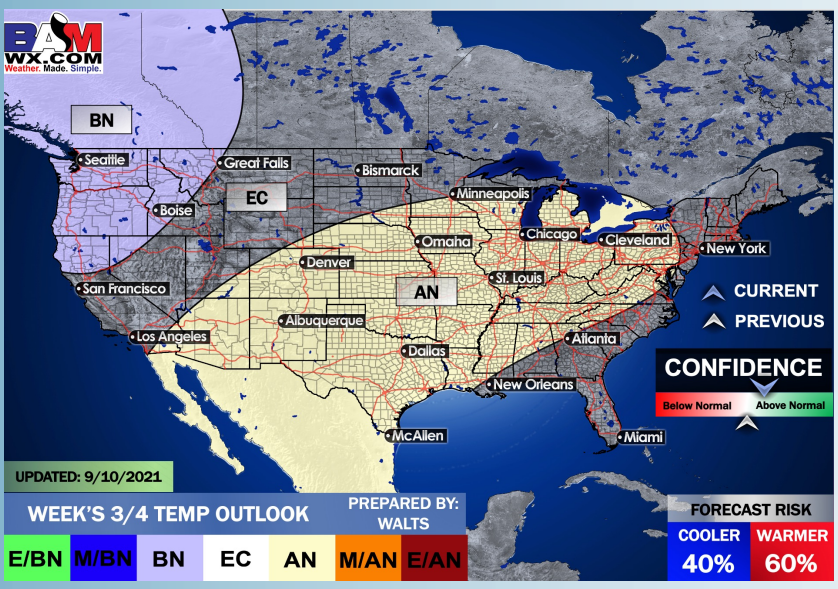 BAM
WX.COM
Weather. Made. Simple.
BN
Seattle
Great Falls
Bismarck
EC
Minneapolis
Boise
Omaha
Chicago
Cleveland
New York
Denver
St. Louis
San Francisco
AN
CURRENT
PREVIOUS
Albuquerque
Los Angeles
Atlanta
Dallas
CONFIDENCE
New Orleans
Below Normal
Above Normal
McAllen
Miami
UPDATED: 9/10/2021
WEEK'S 3/4 TEMP OUTLOOK
PREPARED BY:
WALTS
FORECAST RISK
COOLER
WARMER
40%
60%
E/BN
M/BN
BN
EC
AN
M/AN
E/AN